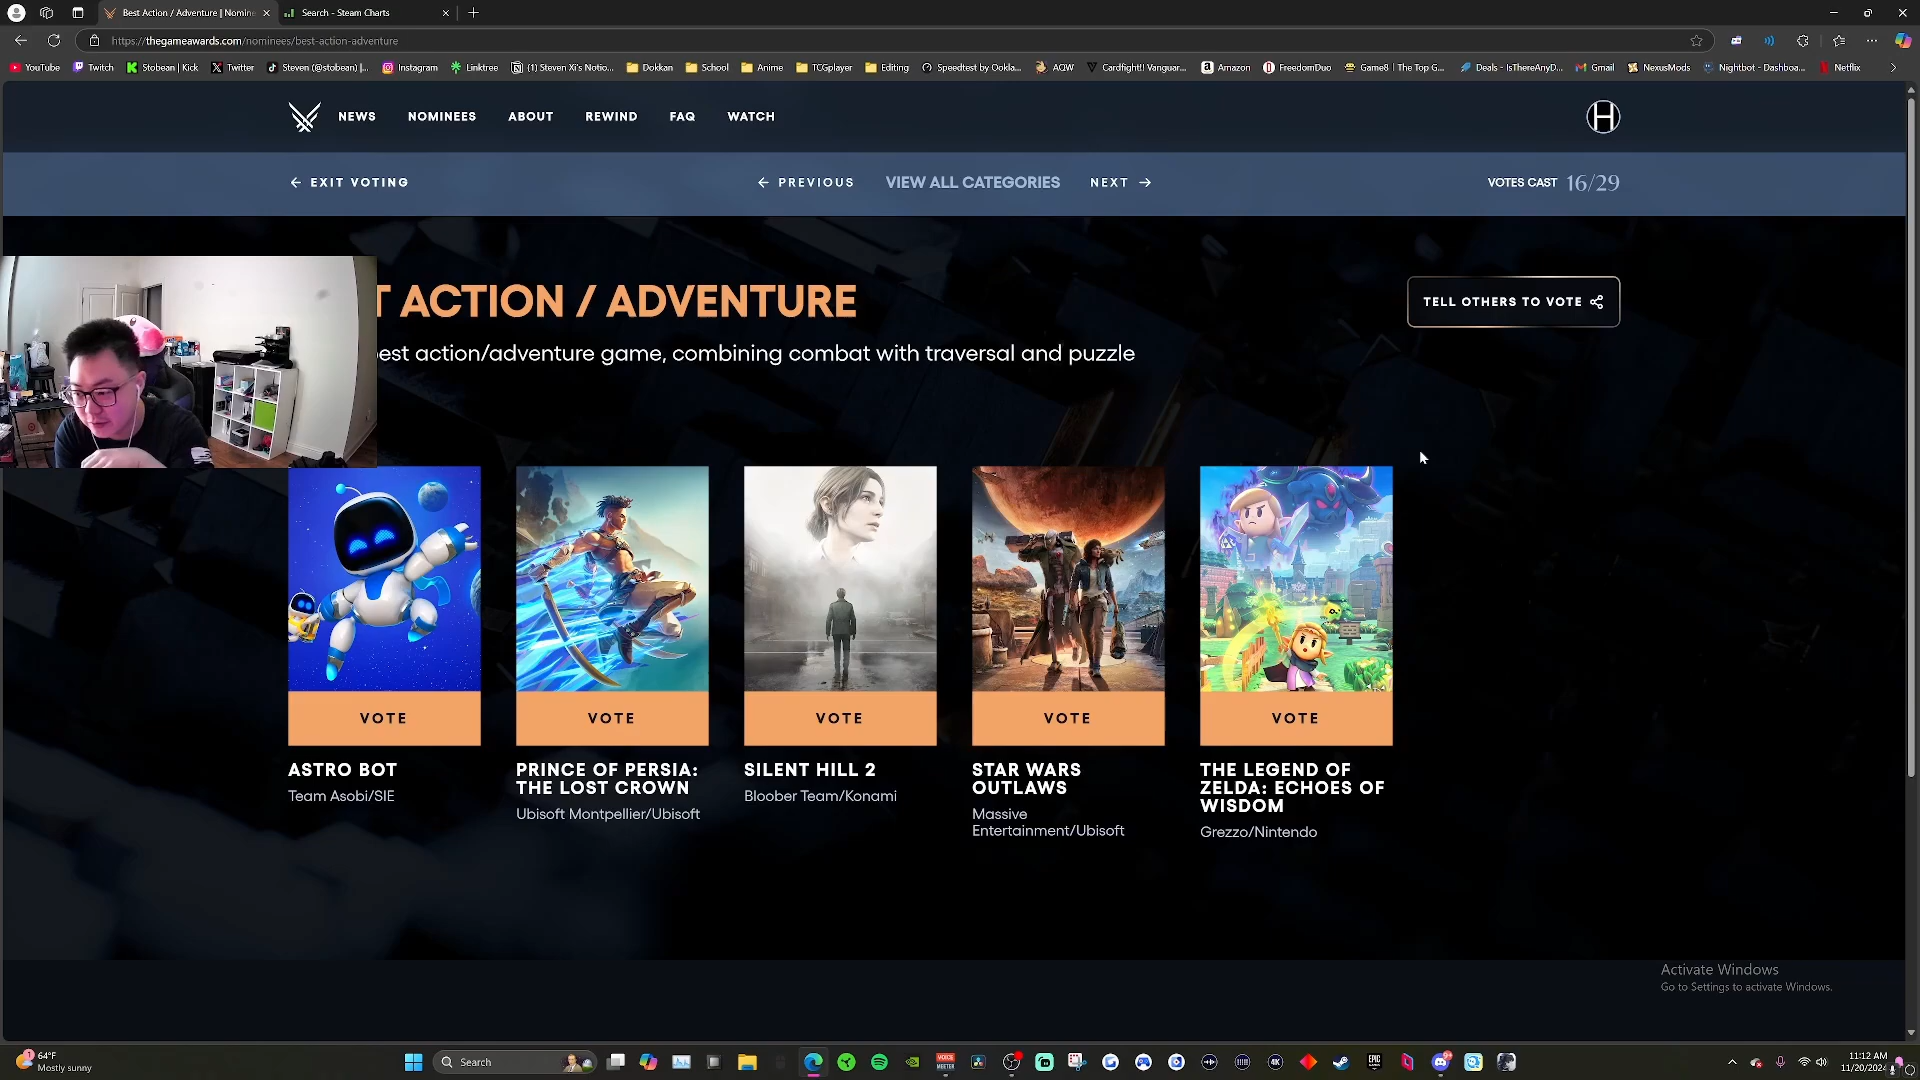 Best Action / Adventure | Nomin
Search - Steam Charts
https://thegameawards.com/nominees/best-action-adventure
YouTube
Twitch
Stobean | Kick
Twitter
Steven (@stobean) |...
Instagram
Linktree
(1) Steven Xi's Notio...
Dokkan
School
Anime
TCGplayer
Editing
Speedtest by Ookla...
AQW
Cardfight!! Vanguar...
Amazon
FreedomDuo
Game8 | The Top G...
Deals - IsThereAnyD...
Gmail
NexusMods
Nightbot - Dashboa...
Netflix
NEWS
NOMINEES
ABOUT
REWIND
FAQ
WATCH
H
EXIT VOTING
PREVIOUS
VIEW ALL CATEGORIES
NEXT
VOTES CAST 16/29
T ACTION / ADVENTURE
TELL OTHERS TO VOTE
est action/adventure game, combining combat with traversal and puzzle
VOTE
VOTE
VOTE
VOTE
VOTE
ASTRO BOT
Team Asobi/SIE
PRINCE OF PERSIA:
THE LOST CROWN
Ubisoft Montpellier/Ubisoft
SILENT HILL 2
Bloober Team/Konami
STAR WARS
OUTLAWS
Massive
Entertainment/Ubisoft
THE LEGEND OF
ZELDA: ECHOES OF
WISDOM
Grezzo/Nintendo
Activate Windows
Go to Settings to activate Windows.
64°F
Mostly sunny
Search
11:12 AM
11/20/2024